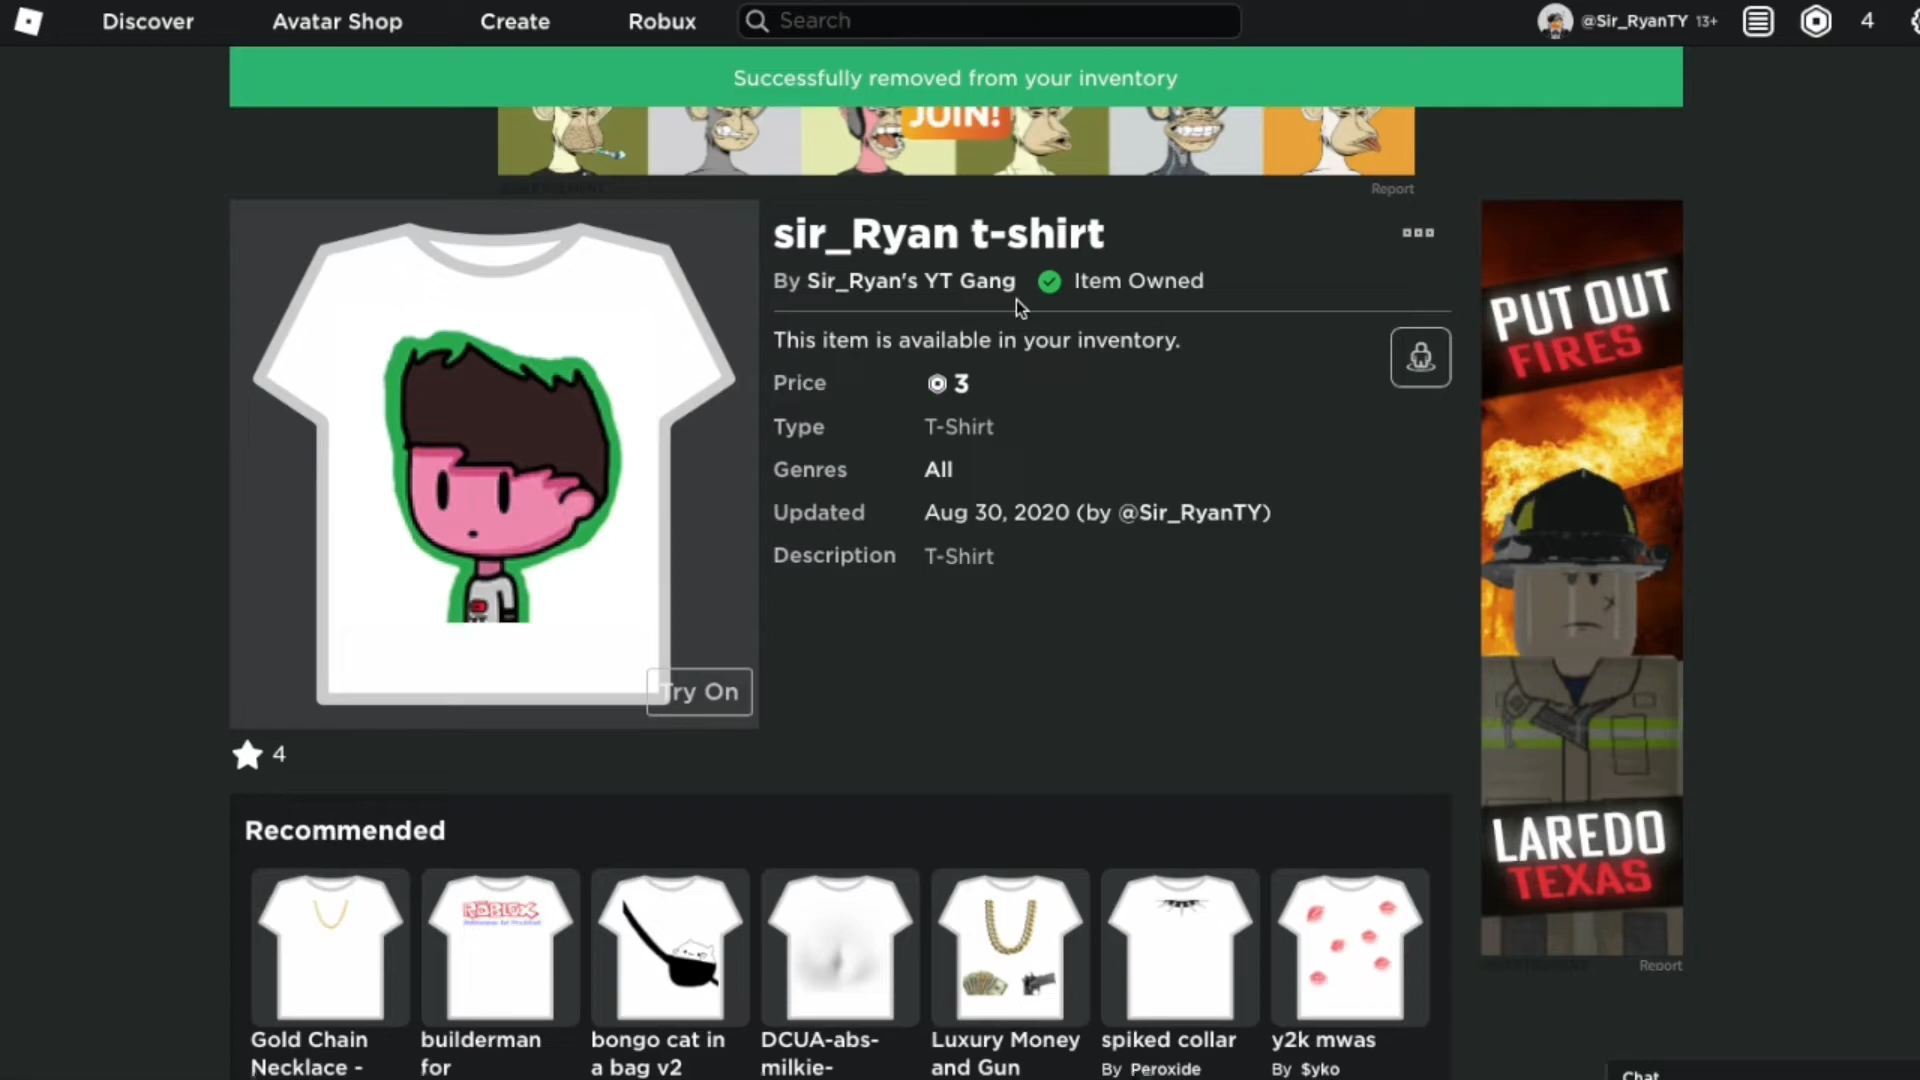 Discover
Avatar Shop
Create
Robux
Search
@Sir_RyanTY 13+
4
Successfully removed from your inventory
JOIN!
Report
sir_Ryan t-shirt
By Sir_Ryan's YT Gang
Item Owned
This item is available in your inventory.
Price
3
Type
T-Shirt
Genres
All
Updated
Aug 30, 2020 (by @Sir_RyanTY)
Description
T-Shirt
Try On
4
PUT OUT
FIRES
LAREDO
TEXAS
Report
Recommended
ROBLOX
Gold Chain
Necklace -
builderman
for
bongo cat in
a bag v2
DCUA-abs-
milkie-
Luxury Money
and Gun
spiked collar
By Peroxide
y2k mwas
By $yko
Chat